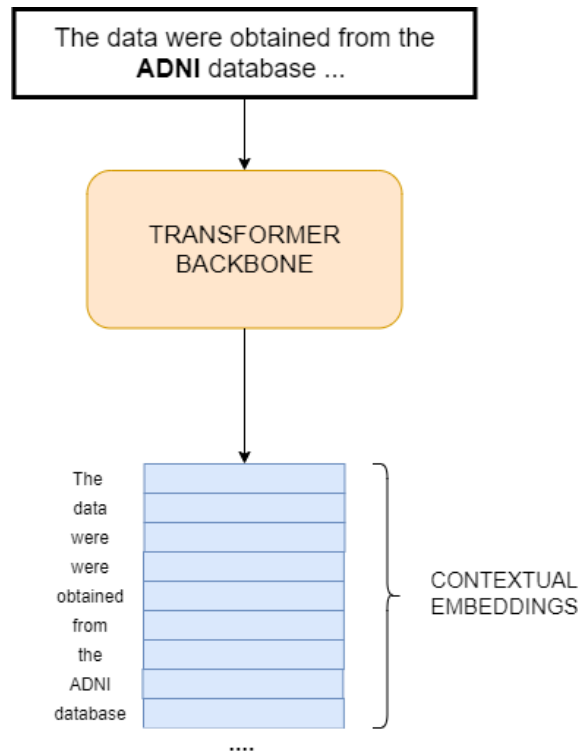 The data were obtained from the
ADNI database ...
TRANSFORMER
BACKBONE
The
data
were
were
obtained
from
the
ADNI
database
....
CONTEXTUAL
EMBEDDINGS